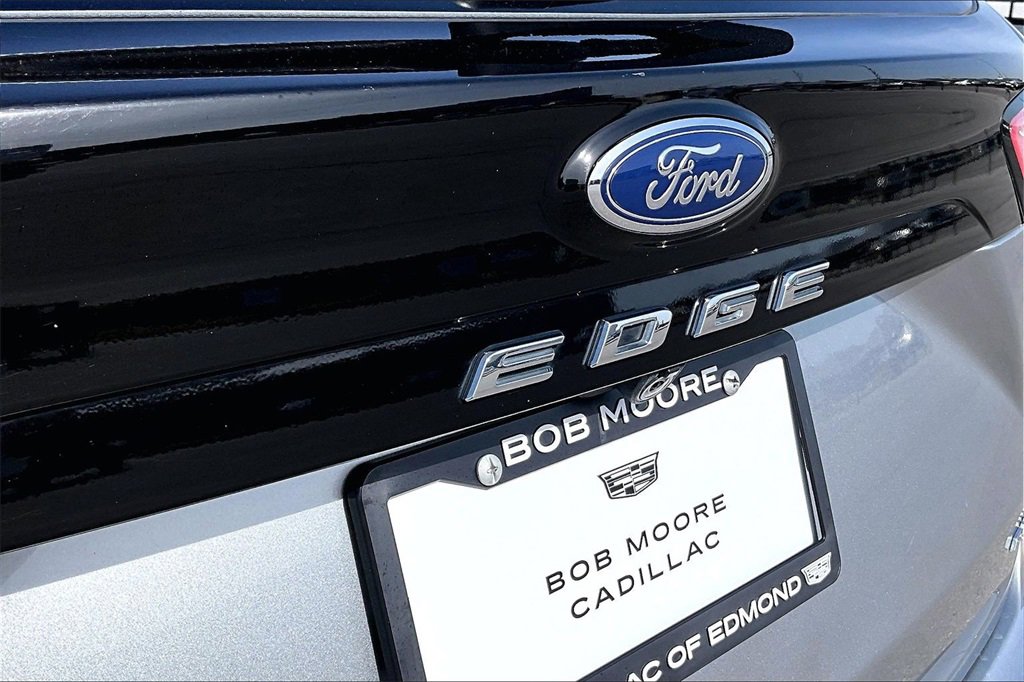 Ford
EDGE
BOB MOORE
BOB MOORE
CADILLAC
AC OF EDMOND